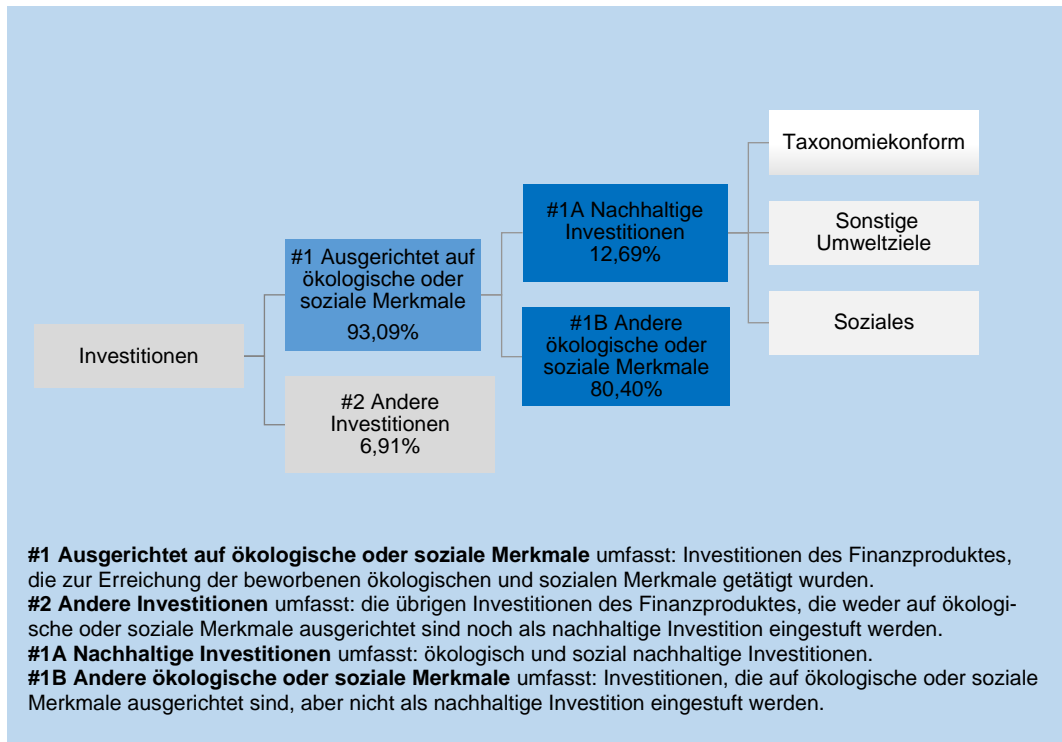 Taxonomiekonform
#1A Nachhaltige
Investitionen
12,69%
Sonstige
Umweltziele
#1 Ausgerichtet auf
ökologische oder
soziale Merkmale
93,09%
Soziales
#1B Andere
ökologische oder
soziale Merkmale
80,40%
Investitionen
#2 Andere
Investitionen
6,91%
#1 Ausgerichtet auf ökologische oder soziale Merkmale umfasst: Investitionen des Finanzproduktes,
die zur Erreichung der beworbenen ökologischen und sozialen Merkmale getätigt wurden.
#2 Andere Investitionen umfasst: die übrigen Investitionen des Finanzproduktes, die weder auf ökologi-
sche oder soziale Merkmale ausgerichtet sind noch als nachhaltige Investition eingestuft werden.
#1A Nachhaltige Investitionen umfasst: ökologisch und sozial nachhaltige Investitionen.
#1B Andere ökologische oder soziale Merkmale umfasst: Investitionen, die auf ökologische oder soziale
Merkmale ausgerichtet sind, aber nicht als nachhaltige Investition eingestuft werden.